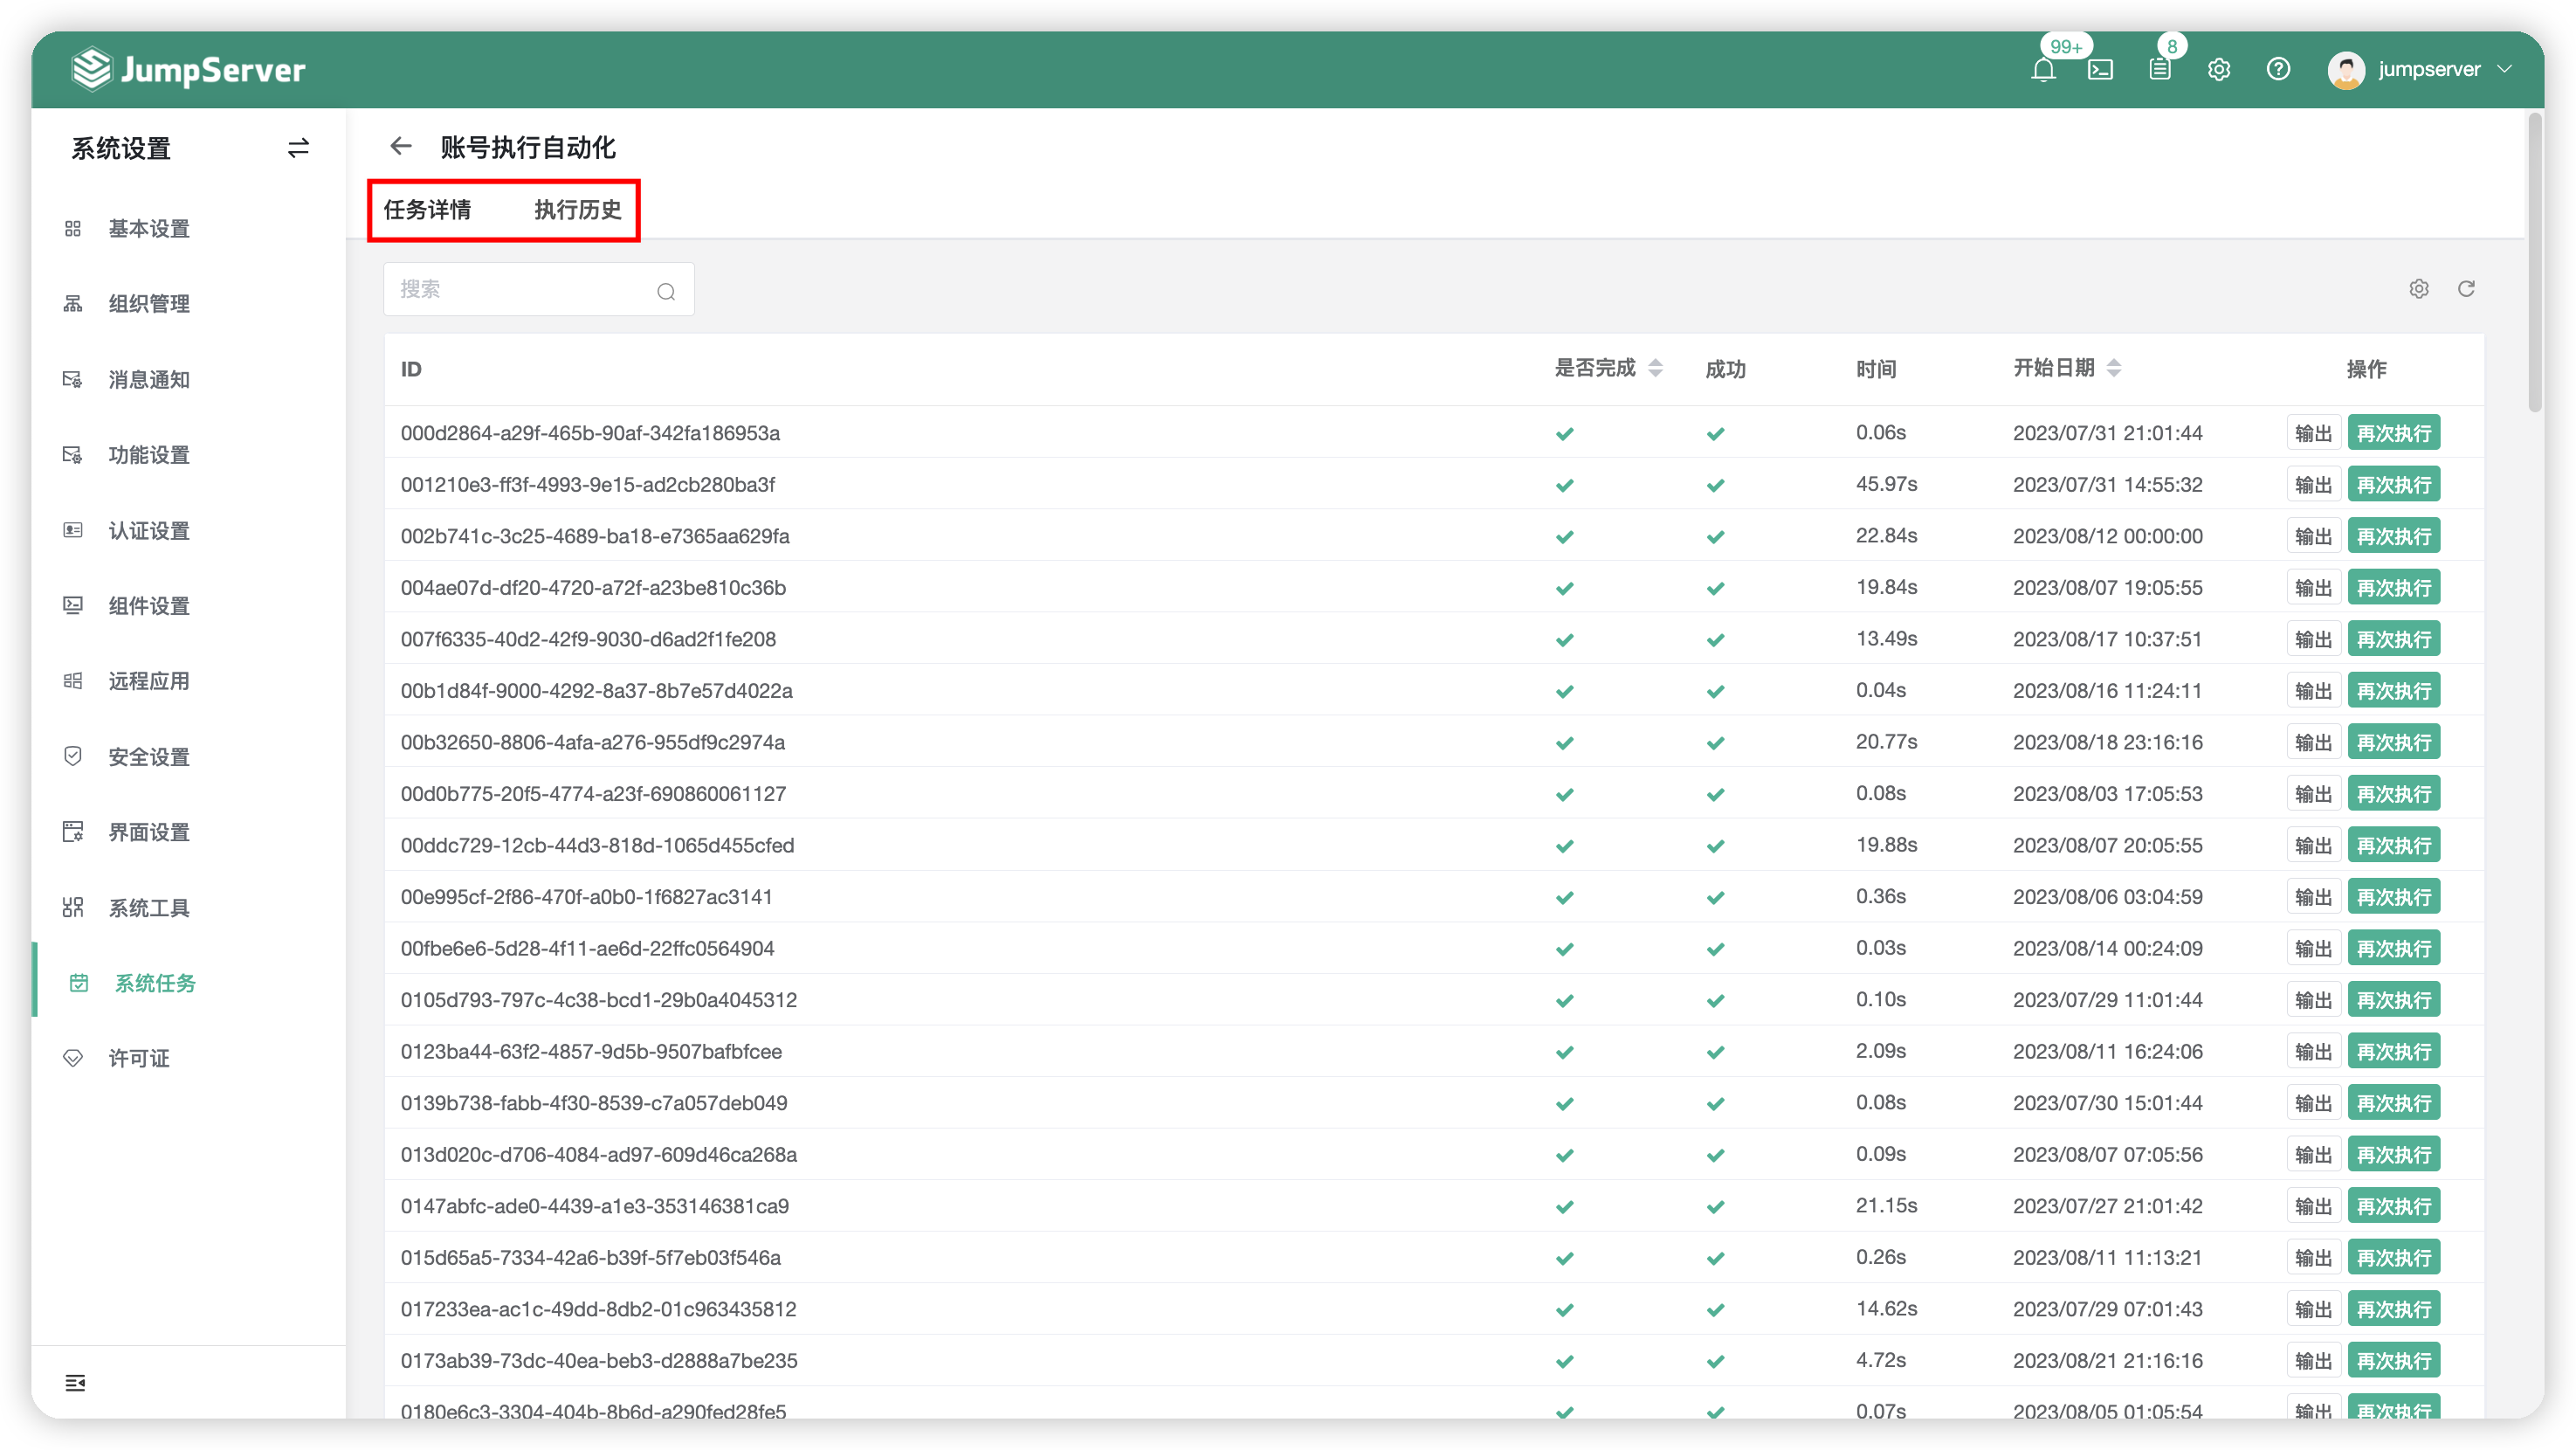 JumpServer
99+
8
jumpserver
系统设置
基本设置
组织管理
消息通知
功能设置
认证设置
组件设置
远程应用
安全设置
界面设置
系统工具
系统任务
许可证
账号执行自动化
任务详情 执行历史
搜索
ID 是否完成 成功 时间 开始日期 操作
000d2864-a29f-465b-90af-342fa186953a 0.06s 2023/07/31 21:01:44 输出 再次执行
001210e3-ff3f-4993-9e15-ad2cb280ba3f 45.97s 2023/07/31 14:55:32 输出 再次执行
002b741c-3c25-4689-ba18-e7365aa629fa 22.84s 2023/08/12 00:00:00 输出 再次执行
004ae07d-df20-4720-a72f-a23be810c36b 19.84s 2023/08/07 19:05:55 输出 再次执行
007f6335-40d2-42f9-9030-d6ad2f1fe208 13.49s 2023/08/17 10:37:51 输出 再次执行
00b1d84f-9000-4292-8a37-8b7e57d4022a 0.04s 2023/08/16 11:24:11 输出 再次执行
00b32650-8806-4afa-a276-955df9c2974a 20.77s 2023/08/18 23:16:16 输出 再次执行
00d0b775-20f5-4774-a23f-690860061127 0.08s 2023/08/03 17:05:53 输出 再次执行
00ddc729-12cb-44d3-818d-1065d455cfed 19.88s 2023/08/07 20:05:55 输出 再次执行
00e995cf-2f86-470f-a0b0-1f6827ac3141 0.36s 2023/08/06 03:04:59 输出 再次执行
00fbe6e6-5d28-4f11-ae6d-22ffc0564904 0.03s 2023/08/14 00:24:09 输出 再次执行
0105d793-797c-4c38-bcd1-29b0a4045312 0.10s 2023/07/29 11:01:44 输出 再次执行
0123ba44-63f2-4857-9d5b-9507bafbfcee 2.09s 2023/08/11 16:24:06 输出 再次执行
0139b738-fabb-4f30-8539-c7a057deb049 0.08s 2023/07/30 15:01:44 输出 再次执行
013d020c-d706-4084-ad97-609d46ca268a 0.09s 2023/08/07 07:05:56 输出 再次执行
0147abfc-ade0-4439-a1e3-353146381ca9 21.15s 2023/07/27 21:01:42 输出 再次执行
015d65a5-7334-42a6-b39f-5f7eb03f546a 0.26s 2023/08/11 11:13:21 输出 再次执行
017233ea-ac1c-49dd-8db2-01c963435812 14.62s 2023/07/29 07:01:43 输出 再次执行
0173ab39-73dc-40ea-beb3-d2888a7be235 4.72s 2023/08/21 21:16:16 输出 再次执行
0180e6c3-3304-404b-8b6d-a290fed28fe5 0.07s 2023/08/05 01:05:54 输出 再次执行